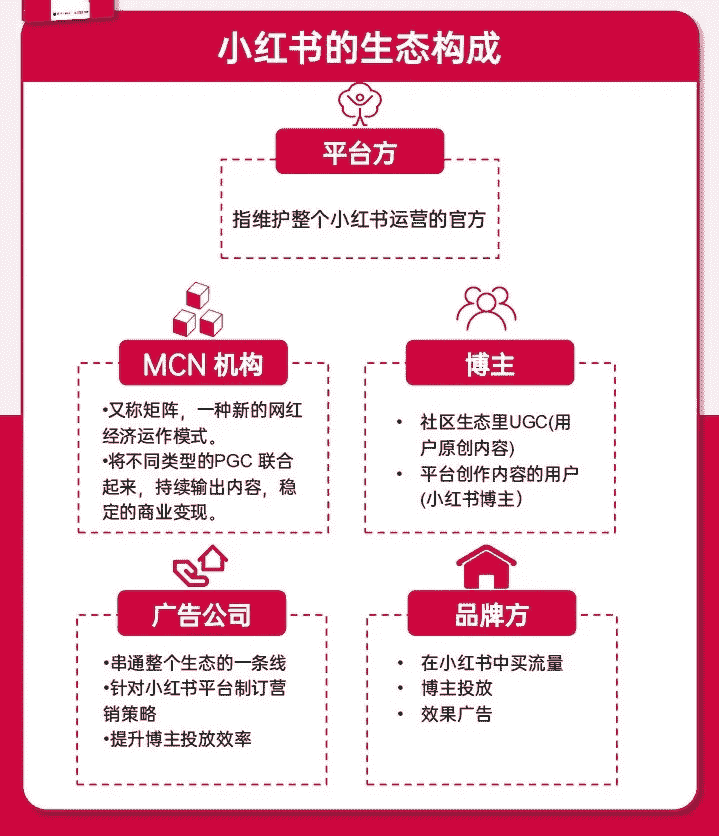 小红书的生态构成
平台方
指维护整个小红书运营的官方
MCN 机构
•又称矩阵，一种新的网红
经济运作模式。
•将不同类型的PGC 联合
起来，持续输出内容，稳
定的商业变现。
博主
• 社区生态里UGC(用
户原创内容)
• 平台创作内容的用户
(小红书博主）
广告公司
•串通整个生态的一条线
•针对小红书平台制订营
销策略
•提升博主投放效率
品牌方
• 在小红书中买流量
• 博主投放
• 效果广告